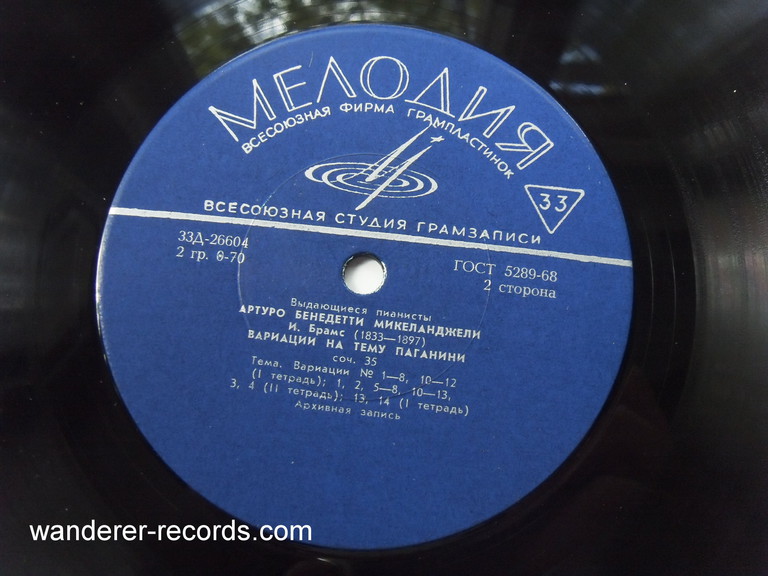 МЕЛОДИЯ
ВСЕСОЮЗНАЯ ФИРМА ГРАМПЛАСТИНОК
33
ВСЕСОЮЗНАЯ СТУДИЯ ГРАМЗАПИСИ
33Д-26604
2 гр. 8-70
ГОСТ 5289-68
2 сторона
Выдающиеся пианисты
АРТУРО БЕНЕДЕТТИ МИКЕЛАНДЖЕЛИ
И. Брамс (1833—1897)
ВАРИАЦИИ НА ТЕМУ ПАГАНИНИ
соч. 35
Тема. Вариации № 1—8, 10—12
(I тетрадь); 1, 2, 5—8, 10—13,
3, 4 (II тетрадь); 13, 14 (I тетрадь)
Архивная запись
wanderer-records.com